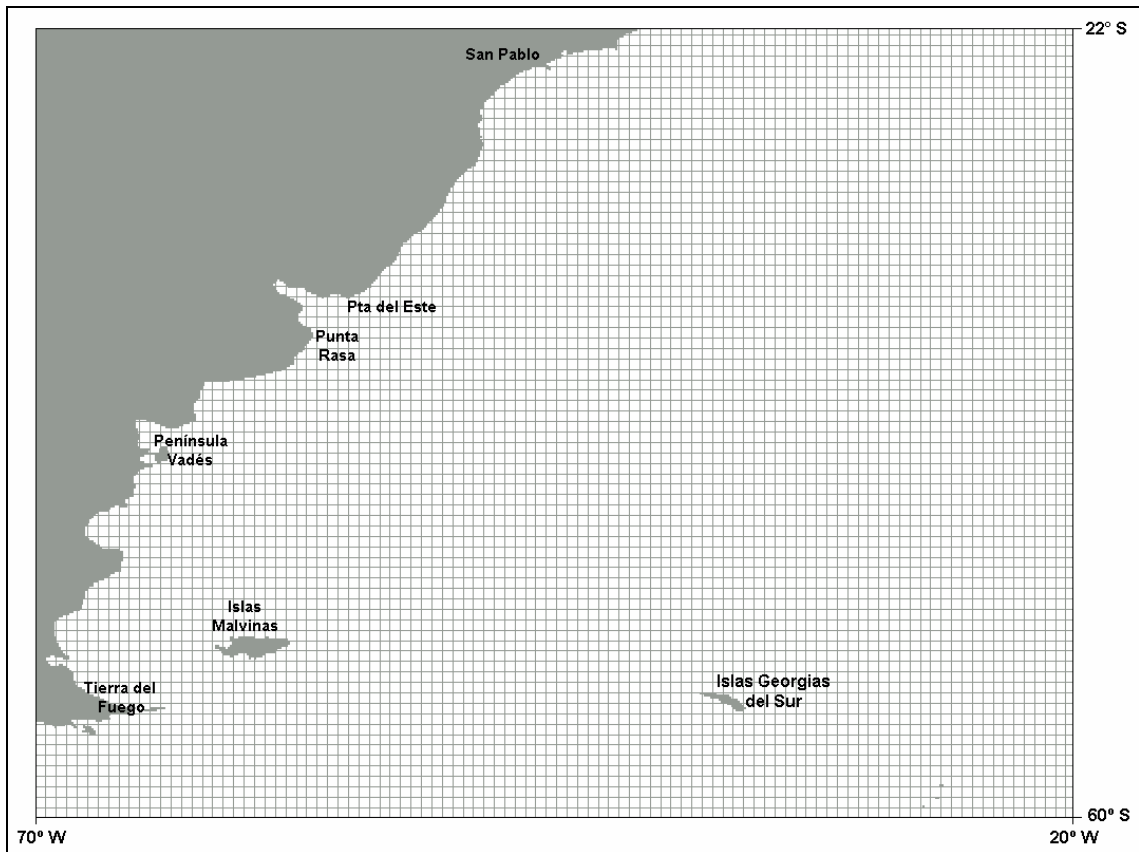 22° S
San Pablo
Pta del Este
Punta
Rasa
Península
Vadés
Islas
Malvinas
Tierra del
Fuego
Islas Georgias
del Sur
60° S
70° W
20° W